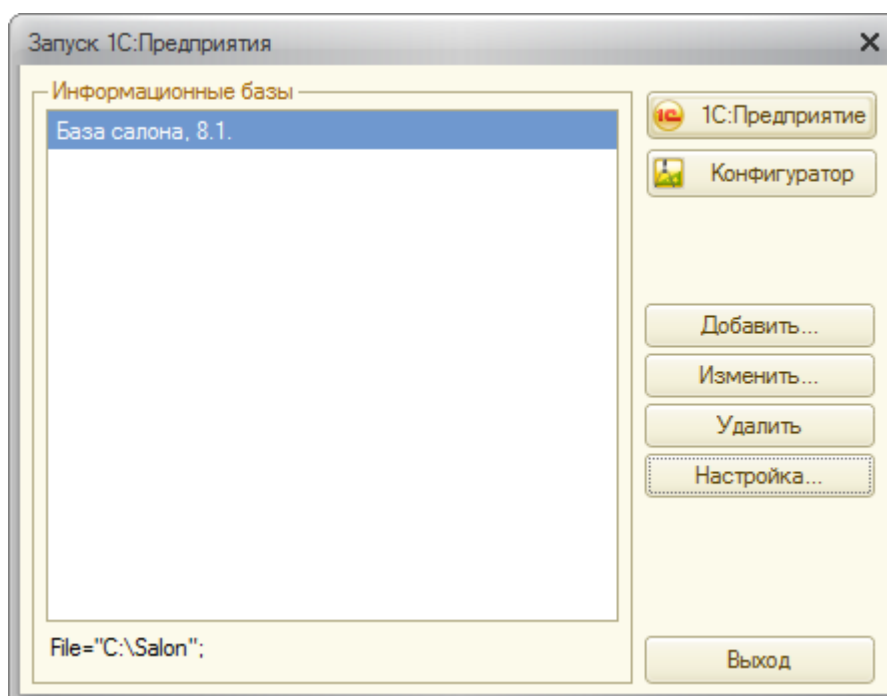 Запуск 1С:Предприятия
Информационные базы
База салона, 8.1.
1С:Предприятие
Конфигуратор
Добавить...
Изменить...
Удалить
Настройка...
File="C:\Salon";
Выход